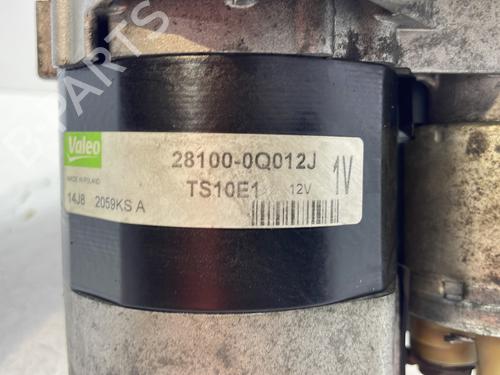 B-PARTS
Valeo
MADE IN POLAND
28100-0Q012J
TS10E1 12V
1V
14J8 2059KS A